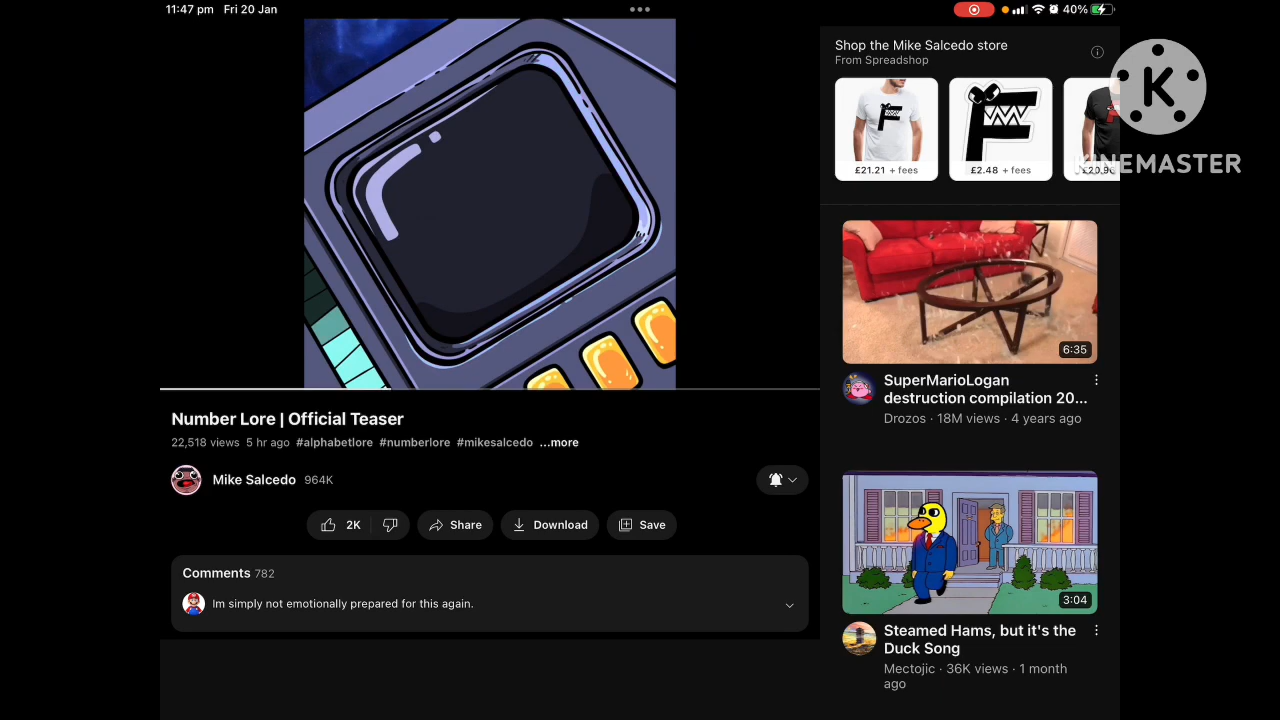 11:47 pm Fri 20 Jan
40%
Shop the Mike Salcedo store
From Spreadshop
F
F
£21.21 + fees
£2.48 + fees
K
KINEMASTER
6:35
SuperMarioLogan
destruction compilation 20...
Drozos · 18M views · 4 years ago
Number Lore | Official Teaser
22,518 views 5 hr ago #alphabetlore #numberlore #mikesalcedo ...more
Mike Salcedo 964K
2K Share Download Save
Comments 782
Im simply not emotionally prepared for this again.
3:04
Steamed Hams, but it's the
Duck Song
Mectojic · 36K views · 1 month
ago